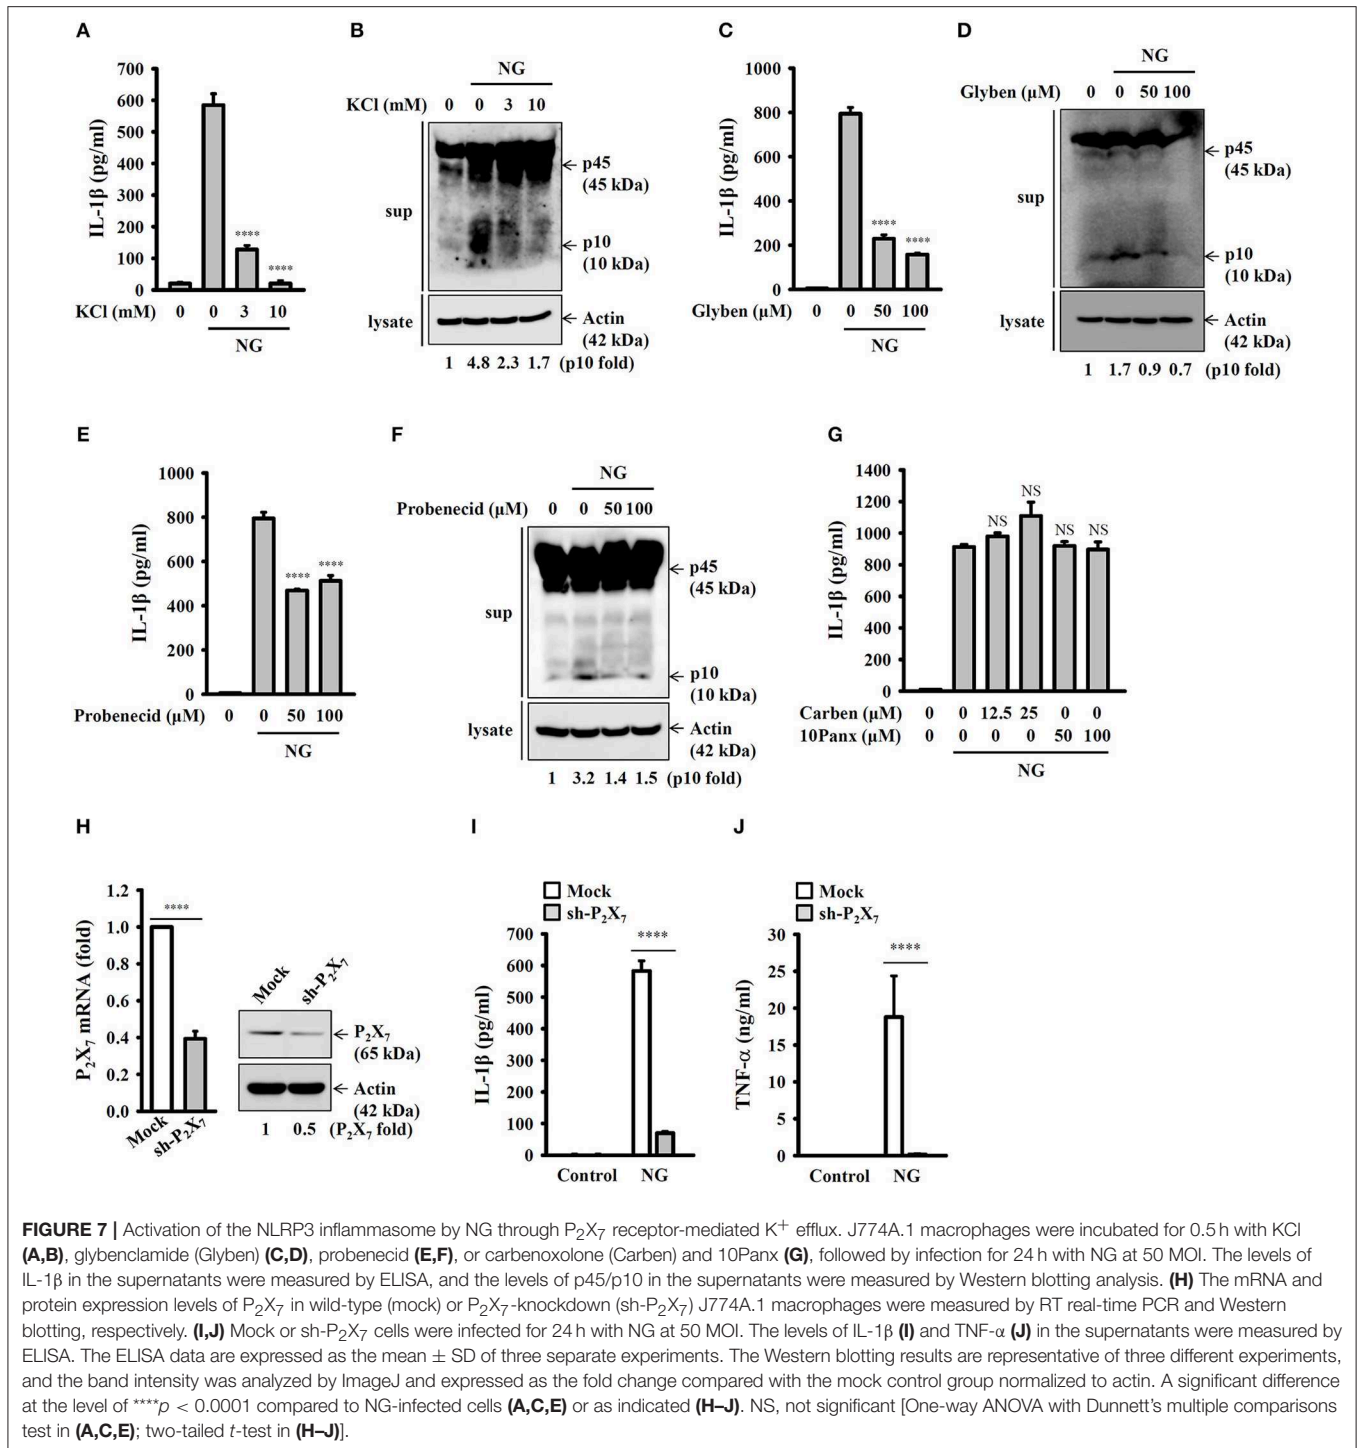 A
700
600
500
400
300
200
100
0
IL-1β (pg/ml)
****
****
KCl (mM) 0 0 3 10
NG
B
NG
KCl (mM) 0 0 3 10
sup
p45
(45 kDa)
p10
(10 kDa)
lysate
Actin
(42 kDa)
1 4.8 2.3 1.7 (p10 fold)
C
1000
800
600
400
200
0
IL-1β (pg/ml)
****
****
Glyben (μM) 0 0 50 100
NG
D
NG
Glyben (μM) 0 0 50 100
sup
p45
(45 kDa)
p10
(10 kDa)
lysate
Actin
(42 kDa)
1 1.7 0.9 0.7 (p10 fold)
E
1000
800
600
400
200
0
IL-1β (pg/ml)
****
****
Probenecid (μM) 0 0 50 100
NG
F
NG
Probenecid (μM) 0 0 50 100
sup
p45
(45 kDa)
p10
(10 kDa)
lysate
Actin
(42 kDa)
1 3.2 1.4 1.5 (p10 fold)
G
1400
1200
1000
800
600
400
200
0
IL-1β (pg/ml)
NS
NS
NS
NS
Carben (μM) 0 0 12.5 25 0 0
10Panx (μM) 0 0 0 0 50 100
NG
H
1.2
1.0
0.8
0.6
0.4
0.2
0.0
P₂X₇ mRNA (fold)
****
Mock
sh-P₂X₇
Mock
sh-P₂X₇
P₂X₇
(65 kDa)
Actin
(42 kDa)
1 0.5 (P₂X₇ fold)
I
Mock
sh-P₂X₇
700
600
500
400
300
200
100
0
IL-1β (pg/ml)
****
Control NG
J
Mock
sh-P₂X₇
30
25
20
15
10
5
0
TNF-α (ng/ml)
****
Control NG
FIGURE 7 | Activation of the NLRP3 inflammasome by NG through P₂X₇ receptor-mediated K⁺ efflux. J774A.1 macrophages were incubated for 0.5 h with KCl
(A,B), glybenclamide (Glyben) (C,D), probenecid (E,F), or carbenoxolone (Carben) and 10Panx (G), followed by infection for 24 h with NG at 50 MOI. The levels of
IL-1β in the supernatants were measured by ELISA, and the levels of p45/p10 in the supernatants were measured by Western blotting analysis. (H) The mRNA and
protein expression levels of P₂X₇ in wild-type (mock) or P₂X₇-knockdown (sh-P₂X₇) J774A.1 macrophages were measured by RT real-time PCR and Western
blotting, respectively. (I,J) Mock or sh-P₂X₇ cells were infected for 24 h with NG at 50 MOI. The levels of IL-1β (I) and TNF-α (J) in the supernatants were measured by
ELISA. The ELISA data are expressed as the mean ± SD of three separate experiments. The Western blotting results are representative of three different experiments,
and the band intensity was analyzed by ImageJ and expressed as the fold change compared with the mock control group normalized to actin. A significant difference
at the level of ****p < 0.0001 compared to NG-infected cells (A,C,E) or as indicated (H–J). NS, not significant [One-way ANOVA with Dunnett's multiple comparisons
test in (A,C,E); two-tailed t-test in (H–J)].